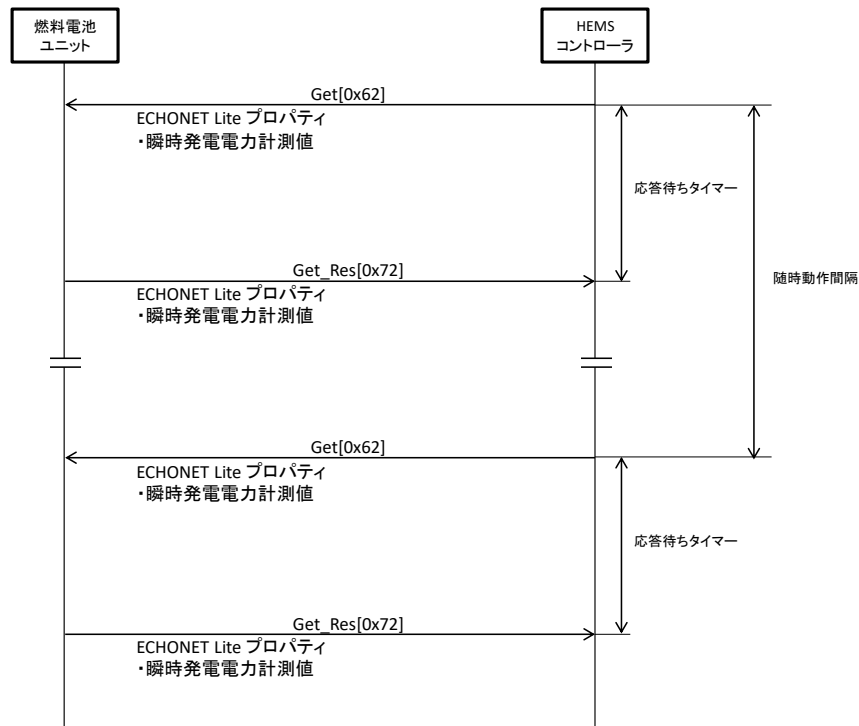 燃料電池
ユニット
HEMS
コントローラ
Get[0x62]
ECHONET Lite プロパティ
・瞬時発電電力計測値
応答待ちタイマー
Get_Res[0x72]
随時動作間隔
ECHONET Lite プロパティ
・瞬時発電電力計測値
Get[0x62]
ECHONET Lite プロパティ
・瞬時発電電力計測値
応答待ちタイマー
Get_Res[0x72]
ECHONET Lite プロパティ
・瞬時発電電力計測値